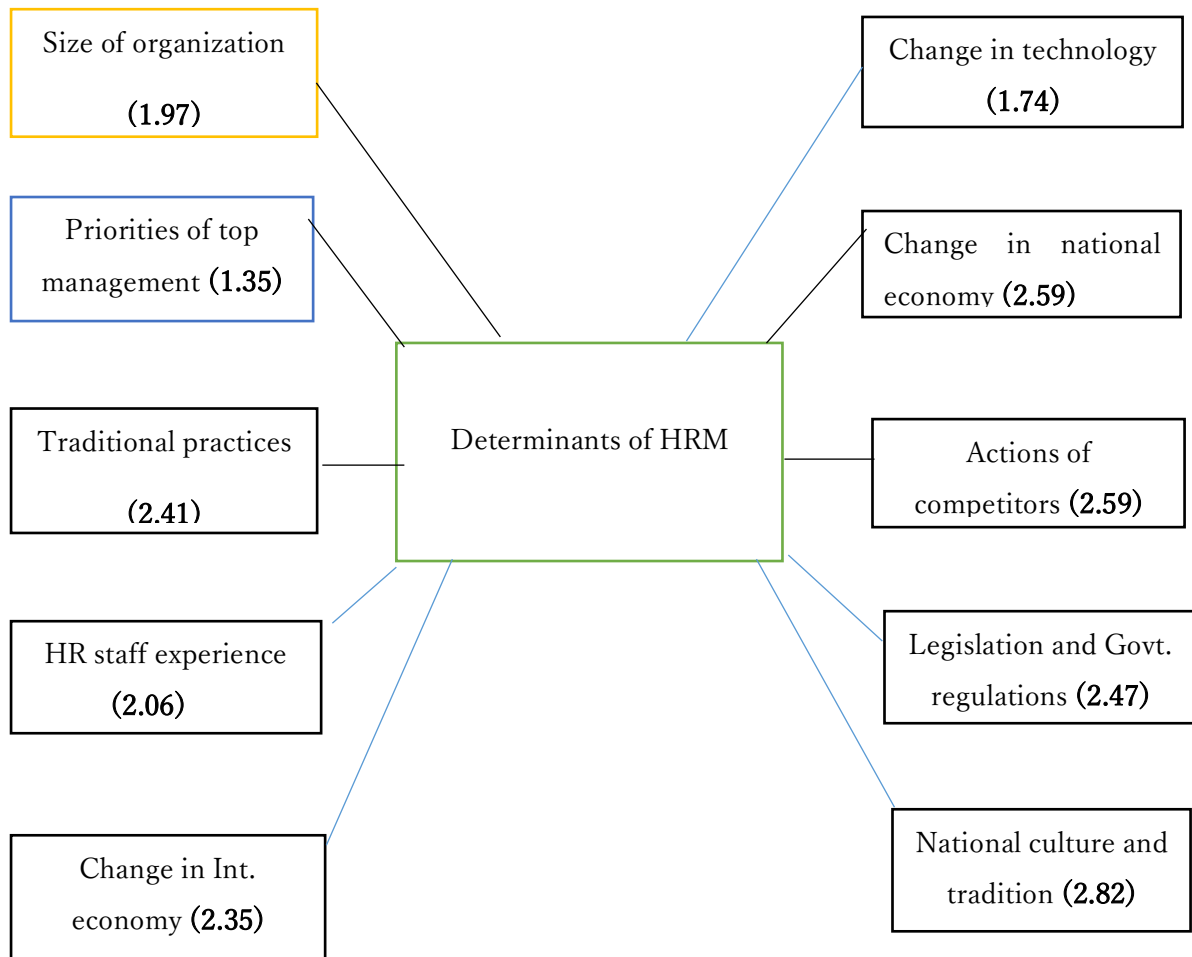 Size of organization
(1.97)
Priorities of top
management (1.35)
Traditional practices
(2.41)
HR staff experience
(2.06)
Change in Int.
economy (2.35)
Determinants of HRM
Change in technology
(1.74)
Change in national
economy (2.59)
Actions of
competitors (2.59)
Legislation and Govt.
regulations (2.47)
National culture and
tradition (2.82)